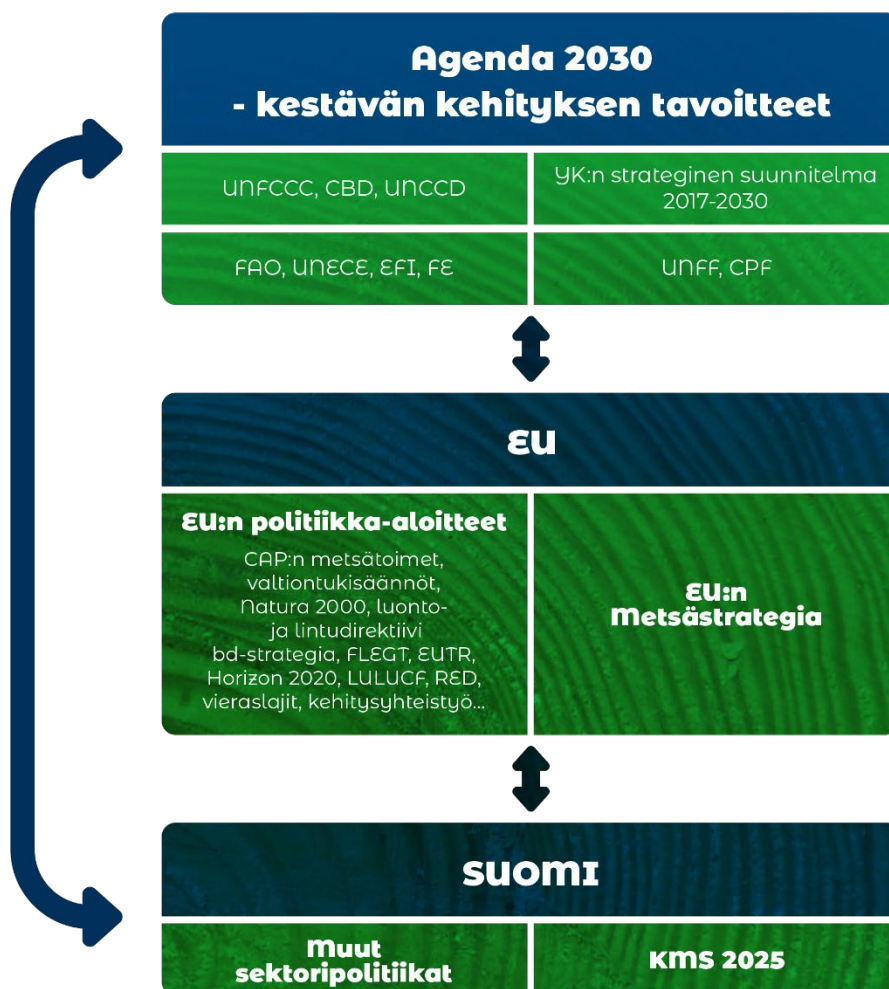 Agenda 2030
- kestävän kehityksen tavoitteet
UNFCCC, CBD, UNCCD
YK:n strateginen suunnitelma
2017-2030
FAO, UNECE, EFI, FE
UNFF, CPF
EU
EU:n politiikka-aloitteet
CAP:n metsätoimet,
valtiontukisäännöt,
Natura 2000, luonto-
ja lintudirektiivi
bd-strategia, FLEGT, EUTR,
Horizon 2020, LULUCF, RED,
vieraslajit, kehitysyhteistyö...
EU:n
Metsästrategia
SUOMI
Muut
sektoripolitiikat
KMS 2025